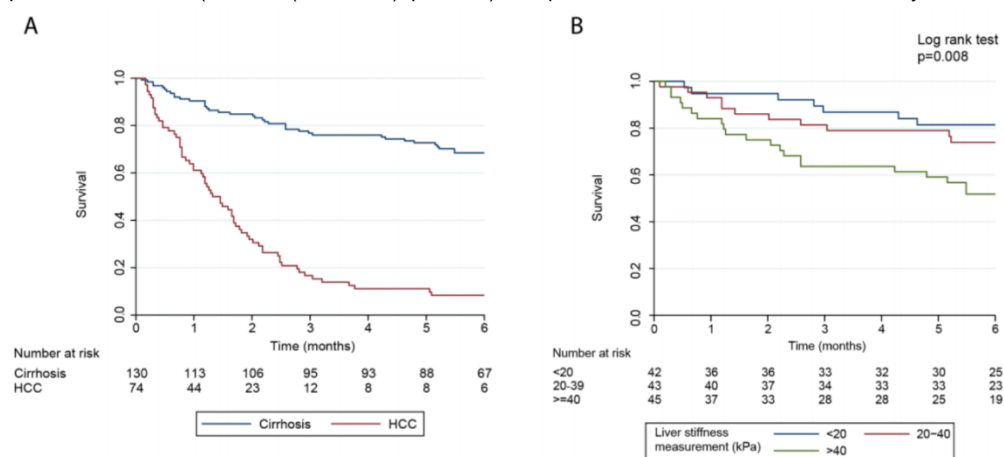 A
Survival
1.0
0.8
0.6
0.4
0.2
0.0
0 1 2 3 4 5 6
Time (months)
Number at risk
Cirrhosis 130 113 106 95 93 88 67
HCC 74 44 23 12 8 8 6
Cirrhosis HCC
B
Log rank test
p=0.008
Survival
1.0
0.8
0.6
0.4
0.2
0.0
0 1 2 3 4 5 6
Time (months)
Number at risk
<20 42 36 36 33 32 30 25
20-39 43 40 37 34 33 33 23
>=40 45 37 33 28 28 25 19
Liver stiffness
measurement (kPa)
<20 20−40
>40